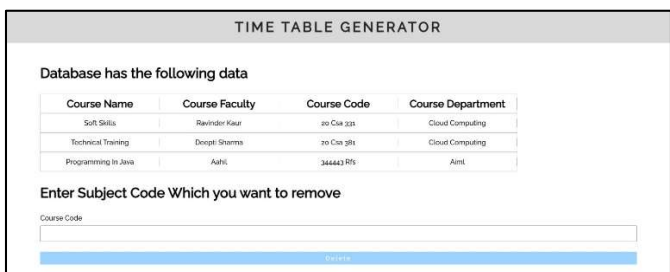 TIME TABLE GENERATOR
Database has the following data
Course Name Course Faculty Course Code Course Department
Soft Skills Ravinder Kaur 20 Csa 331 Cloud Computing
Technical Training Deepti Sharma 20 Csa 381 Cloud Computing
Programming In Java Aahil 344443 Rfs Aiml
Enter Subject Code Which you want to remove
Course Code
Delete